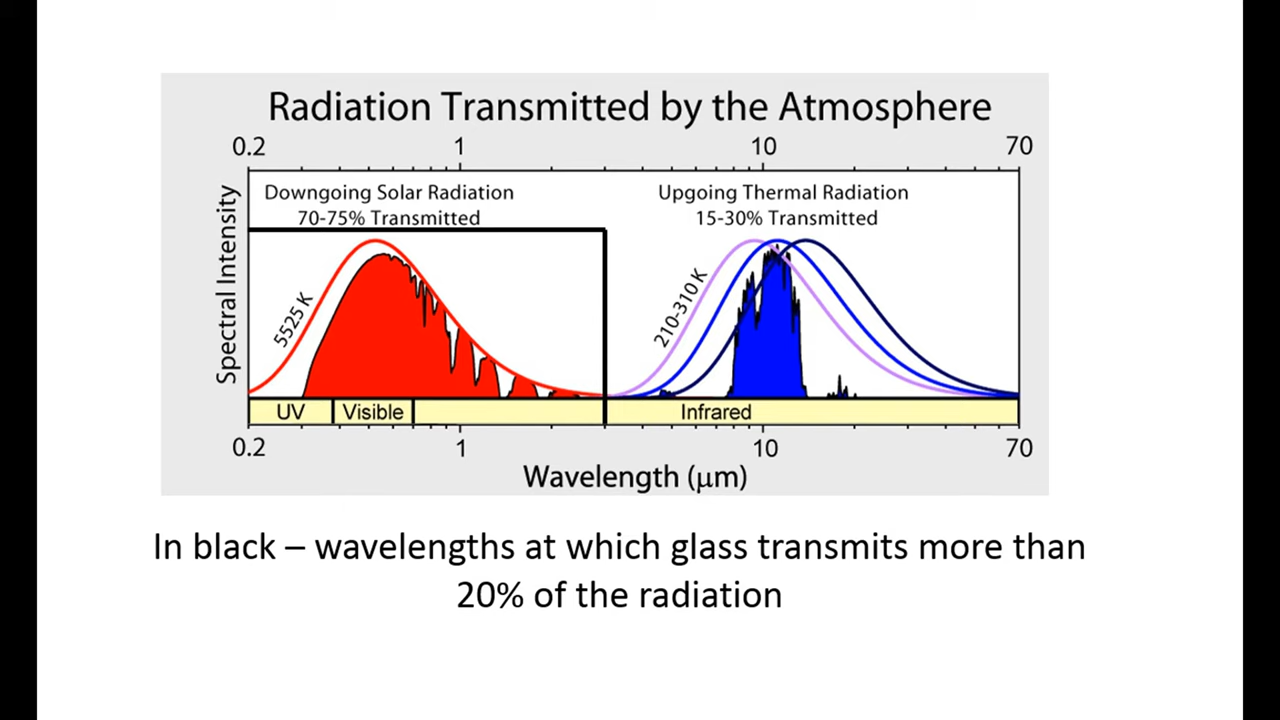 Radiation Transmitted by the Atmosphere
0.2 1 10 70
Downgoing Solar Radiation
70-75% Transmitted
Upgoing Thermal Radiation
15-30% Transmitted
Spectral Intensity
5525 K
210-310 K
UV Visible Infrared
0.2 1 10 70
Wavelength (μm)
In black – wavelengths at which glass transmits more than
20% of the radiation